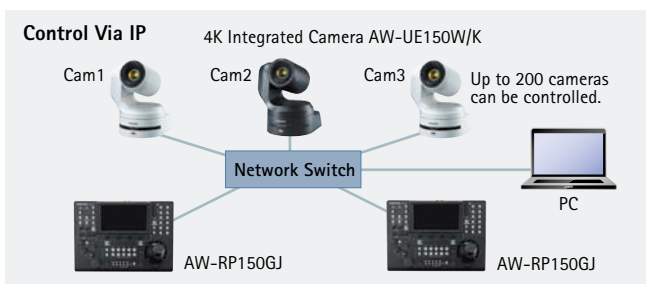 Control Via IP
4K Integrated Camera AW-UE150W/K
Cam1
Cam2
Cam3
Up to 200 cameras
can be controlled.
Network Switch
PC
AW-RP150GJ
AW-RP150GJ